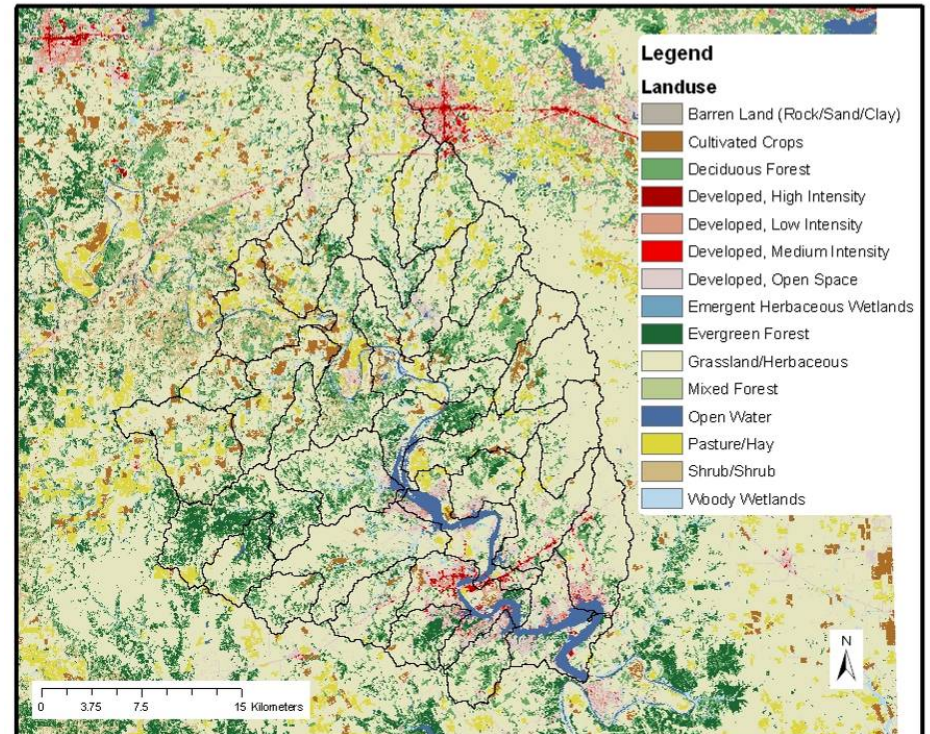 Legend
Landuse
Barren Land (Rock/Sand/Clay)
Cultivated Crops
Deciduous Forest
Developed, High Intensity
Developed, Low Intensity
Developed, Medium Intensity
Developed, Open Space
Emergent Herbaceous Wetlands
Evergreen Forest
Grassland/Herbaceous
Mixed Forest
Open Water
Pasture/Hay
Shrub/Shrub
Woody Wetlands
N
0 3.75 7.5 15 Kilometers